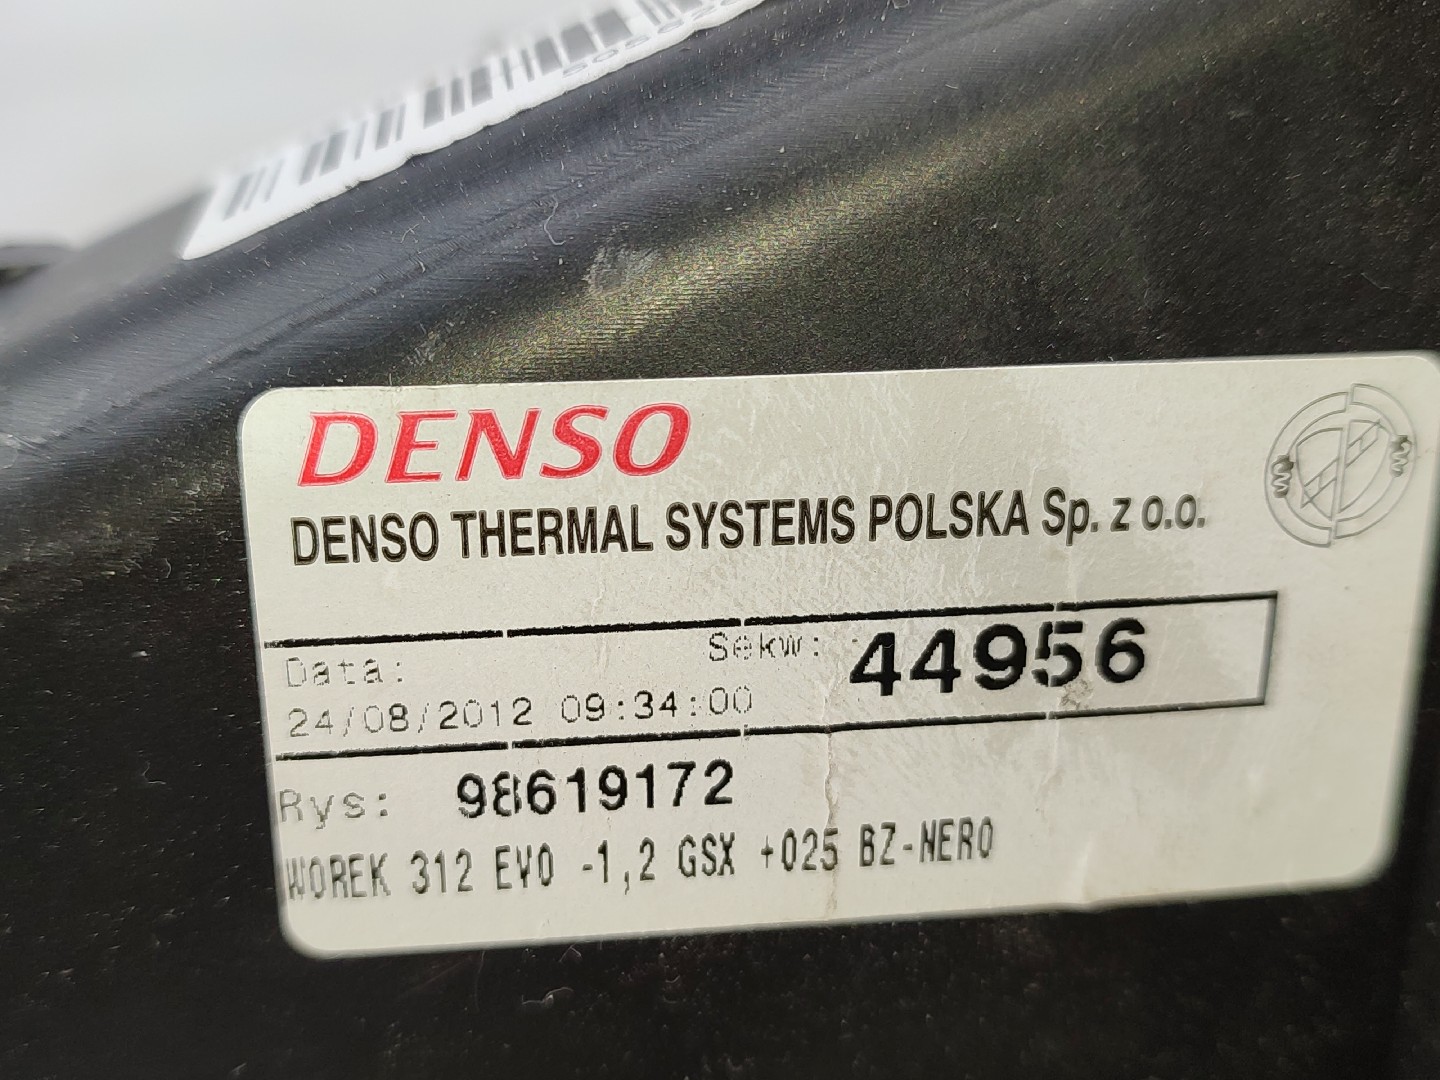 DENSO
DENSO THERMAL SYSTEMS POLSKA Sp. z o.o.
Data:
Sekw: 44956
24/08/2012 09:34:00
Rys: 98619172
WOREK 312 EVO -1,2 GSX +025 BZ-NERO